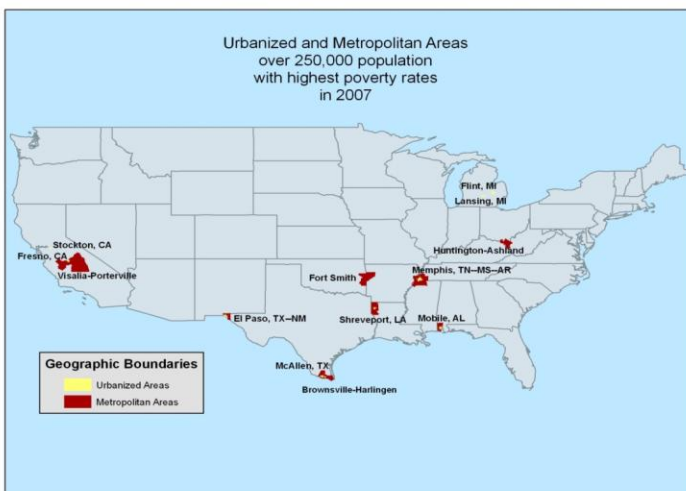 Urbanized and Metropolitan Areas
over 250,000 population
with highest poverty rates
in 2007
Flint, MI
Lansing, MI
Huntington-Ashland
Stockton, CA
Fresno, CA
Visalia-Porterville
Fort Smith
Memphis, TN--MS--AR
El Paso, TX--NM
Shreveport, LA
Mobile, AL
McAllen, TX
Brownsville-Harlingen
Geographic Boundaries
Urbanized Areas
Metropolitan Areas